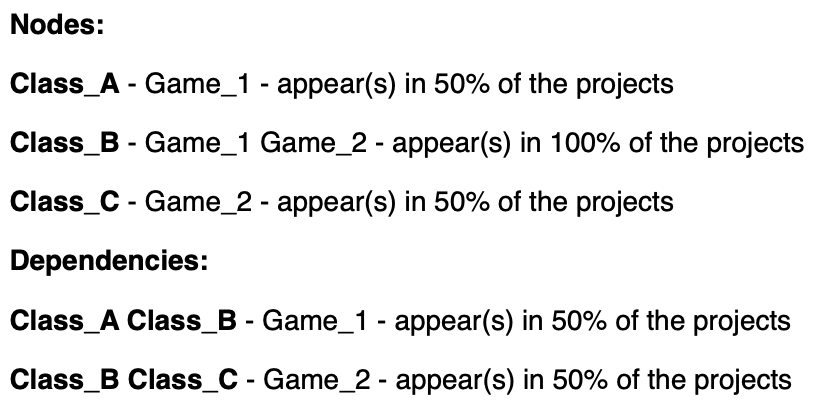 Nodes:
Class_A - Game_1 - appear(s) in 50% of the projects
Class_B - Game_1 Game_2 - appear(s) in 100% of the projects
Class_C - Game_2 - appear(s) in 50% of the projects
Dependencies:
Class_A Class_B - Game_1 - appear(s) in 50% of the projects
Class_B Class_C - Game_2 - appear(s) in 50% of the projects